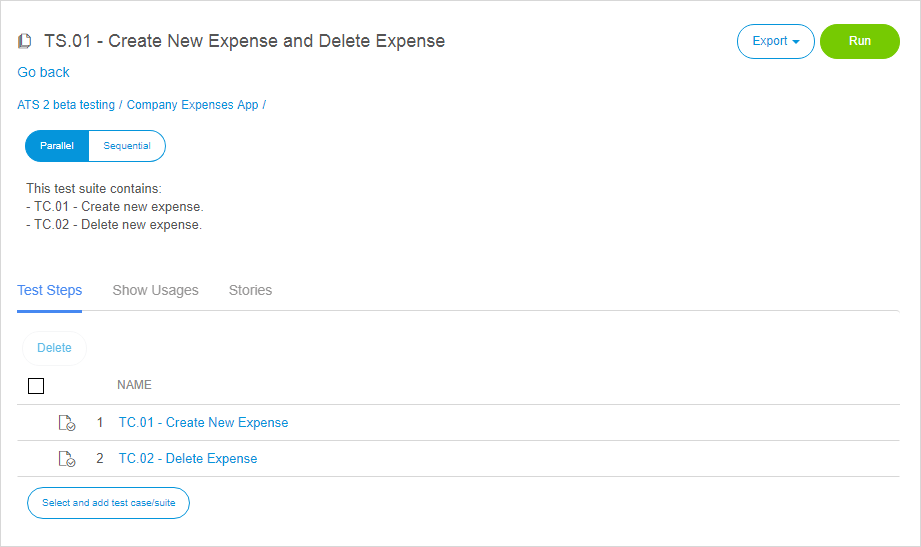 TS.01 - Create New Expense and Delete Expense
Export
Run
Go back
ATS 2 beta testing / Company Expenses App /
Parallel
Sequential
This test suite contains:
- TC.01 - Create new expense.
- TC.02 - Delete new expense.
Test Steps
Show Usages
Stories
Delete
NAME
1 TC.01 - Create New Expense
2 TC.02 - Delete Expense
Select and add test case/suite